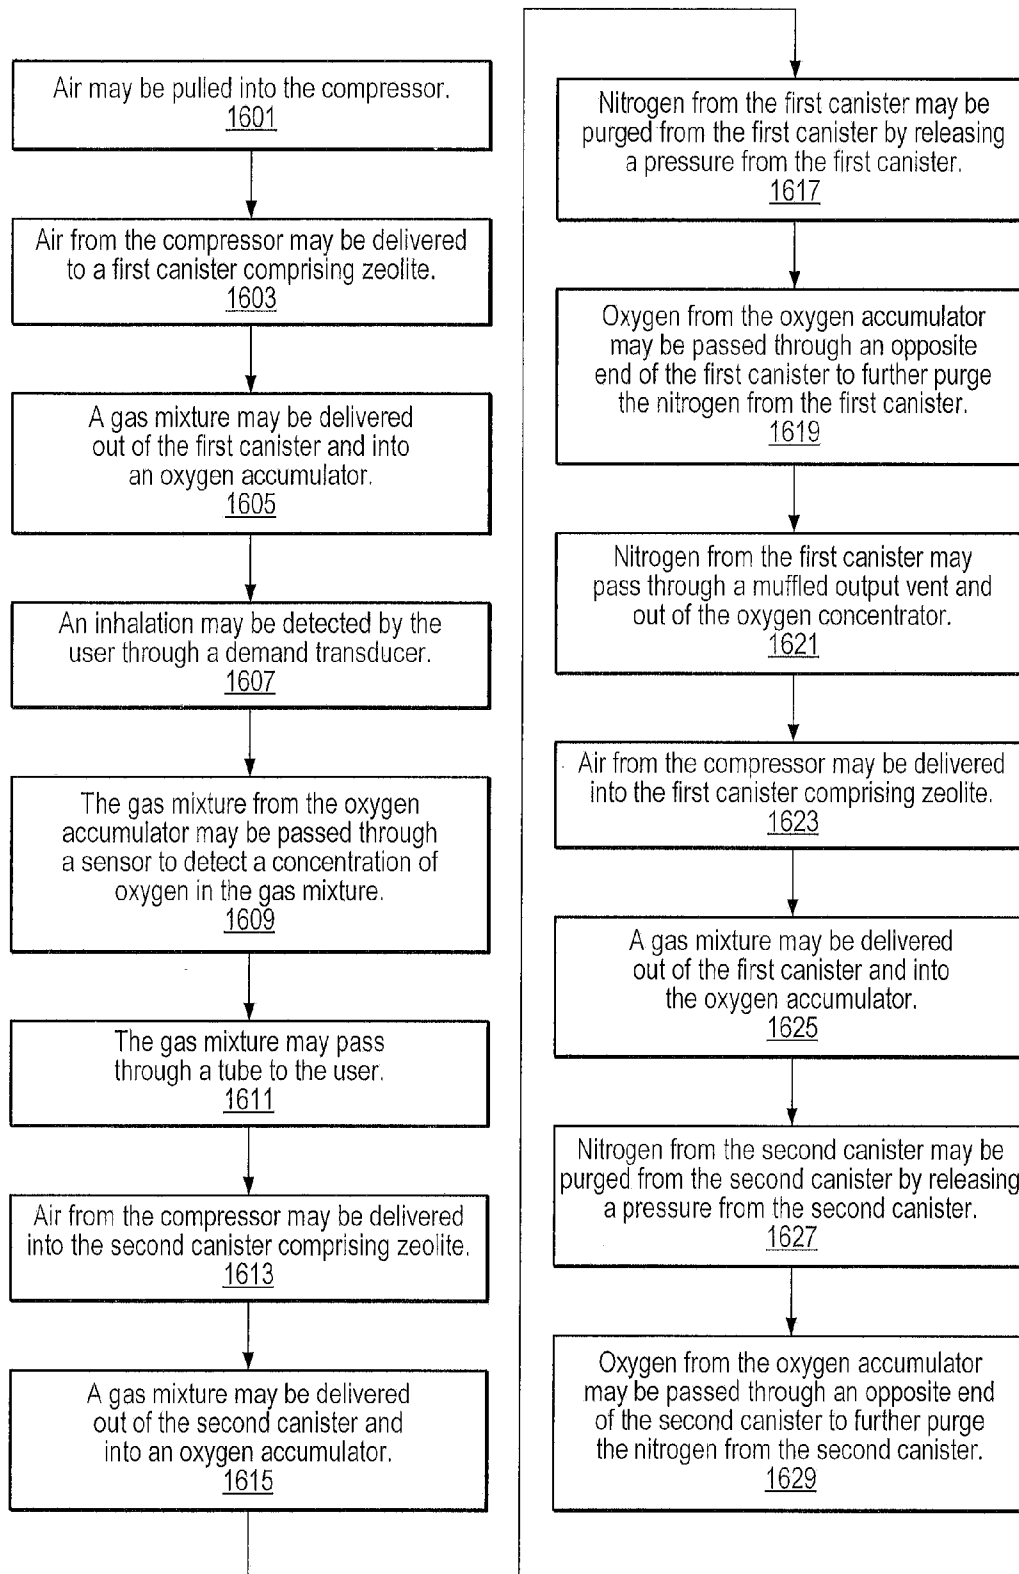 Air may be pulled into the compressor.
1601
Air from the compressor may be delivered
to a first canister comprising zeolite.
1603
A gas mixture may be delivered
out of the first canister and into
an oxygen accumulator.
1605
An inhalation may be detected by the
user through a demand transducer.
1607
The gas mixture from the oxygen
accumulator may be passed through
a sensor to detect a concentration of
oxygen in the gas mixture.
1609
The gas mixture may pass
through a tube to the user.
1611
Air from the compressor may be delivered
into the second canister comprising zeolite.
1613
A gas mixture may be delivered
out of the second canister and
into an oxygen accumulator.
1615
Nitrogen from the first canister may be
purged from the first canister by releasing
a pressure from the first canister.
1617
Oxygen from the oxygen accumulator
may be passed through an opposite
end of the first canister to further purge
the nitrogen from the first canister.
1619
Nitrogen from the first canister may
pass through a muffled output vent and
out of the oxygen concentrator.
1621
Air from the compressor may be delivered
into the first canister comprising zeolite.
1623
A gas mixture may be delivered
out of the first canister and into
the oxygen accumulator.
1625
Nitrogen from the second canister may be
purged from the second canister by releasing
a pressure from the second canister.
1627
Oxygen from the oxygen accumulator
may be passed through an opposite end
of the second canister to further purge
the nitrogen from the second canister.
1629